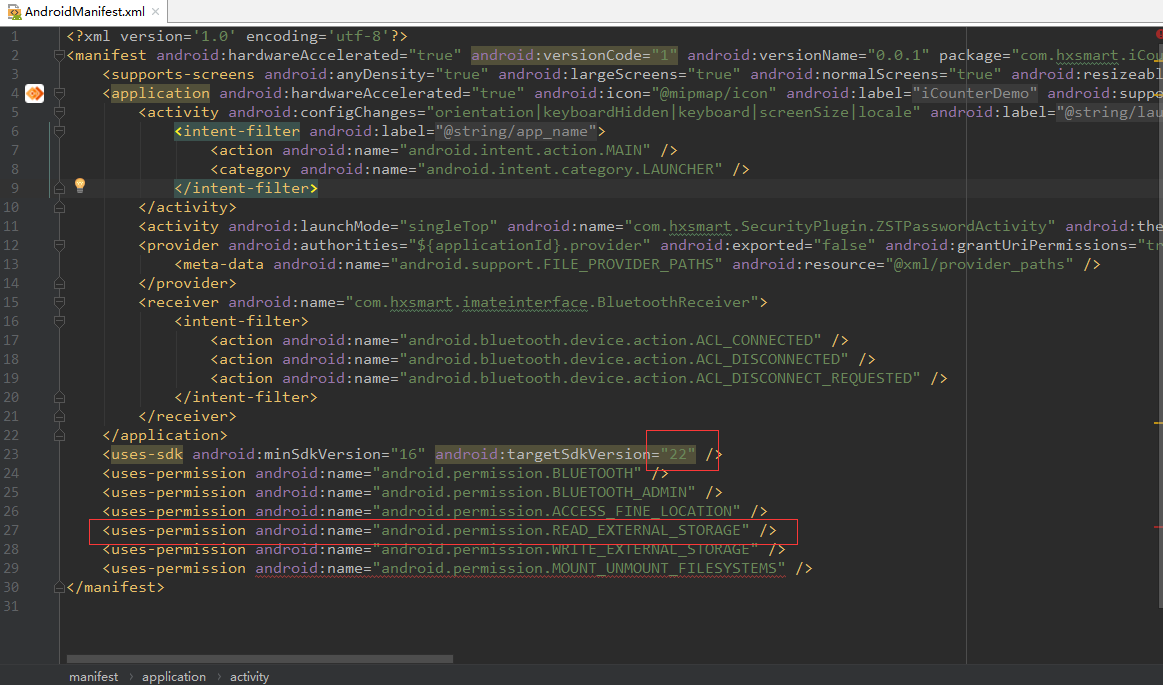 AndroidManifest.xml ×
1 <?xml version='1.0' encoding='utf-8'?>
2 <manifest android:hardwareAccelerated="true" android:versionCode="1" android:versionName="0.0.1" package="com.hxsmart.iCou
3 <supports-screens android:anyDensity="true" android:largeScreens="true" android:normalScreens="true" android:resizeabl
4 <application android:hardwareAccelerated="true" android:icon="@mipmap/icon" android:label="iCounterDemo" android:suppo
5 <activity android:configChanges="orientation|keyboardHidden|keyboard|screenSize|locale" android:label="@string/lau
6 <intent-filter android:label="@string/app_name">
7 <action android:name="android.intent.action.MAIN" />
8 <category android:name="android.intent.category.LAUNCHER" />
9 </intent-filter>
10 </activity>
11 <activity android:launchMode="singleTop" android:name="com.hxsmart.SecurityPlugin.ZSTPasswordActivity" android:the
12 <provider android:authorities="${applicationId}.provider" android:exported="false" android:grantUriPermissions="tr
13 <meta-data android:name="android.support.FILE_PROVIDER_PATHS" android:resource="@xml/provider_paths" />
14 </provider>
15 <receiver android:name="com.hxsmart.imateinterface.BluetoothReceiver">
16 <intent-filter>
17 <action android:name="android.bluetooth.device.action.ACL_CONNECTED" />
18 <action android:name="android.bluetooth.device.action.ACL_DISCONNECTED" />
19 <action android:name="android.bluetooth.device.action.ACL_DISCONNECT_REQUESTED" />
20 </intent-filter>
21 </receiver>
22 </application>
23 <uses-sdk android:minSdkVersion="16" android:targetSdkVersion="22" />
24 <uses-permission android:name="android.permission.BLUETOOTH" />
25 <uses-permission android:name="android.permission.BLUETOOTH_ADMIN" />
26 <uses-permission android:name="android.permission.ACCESS_FINE_LOCATION" />
27 <uses-permission android:name="android.permission.READ_EXTERNAL_STORAGE" />
28 <uses-permission android:name="android.permission.WRITE_EXTERNAL_STORAGE" />
29 <uses-permission android:name="android.permission.MOUNT_UNMOUNT_FILESYSTEMS" />
30 </manifest>
31
manifest › application › activity